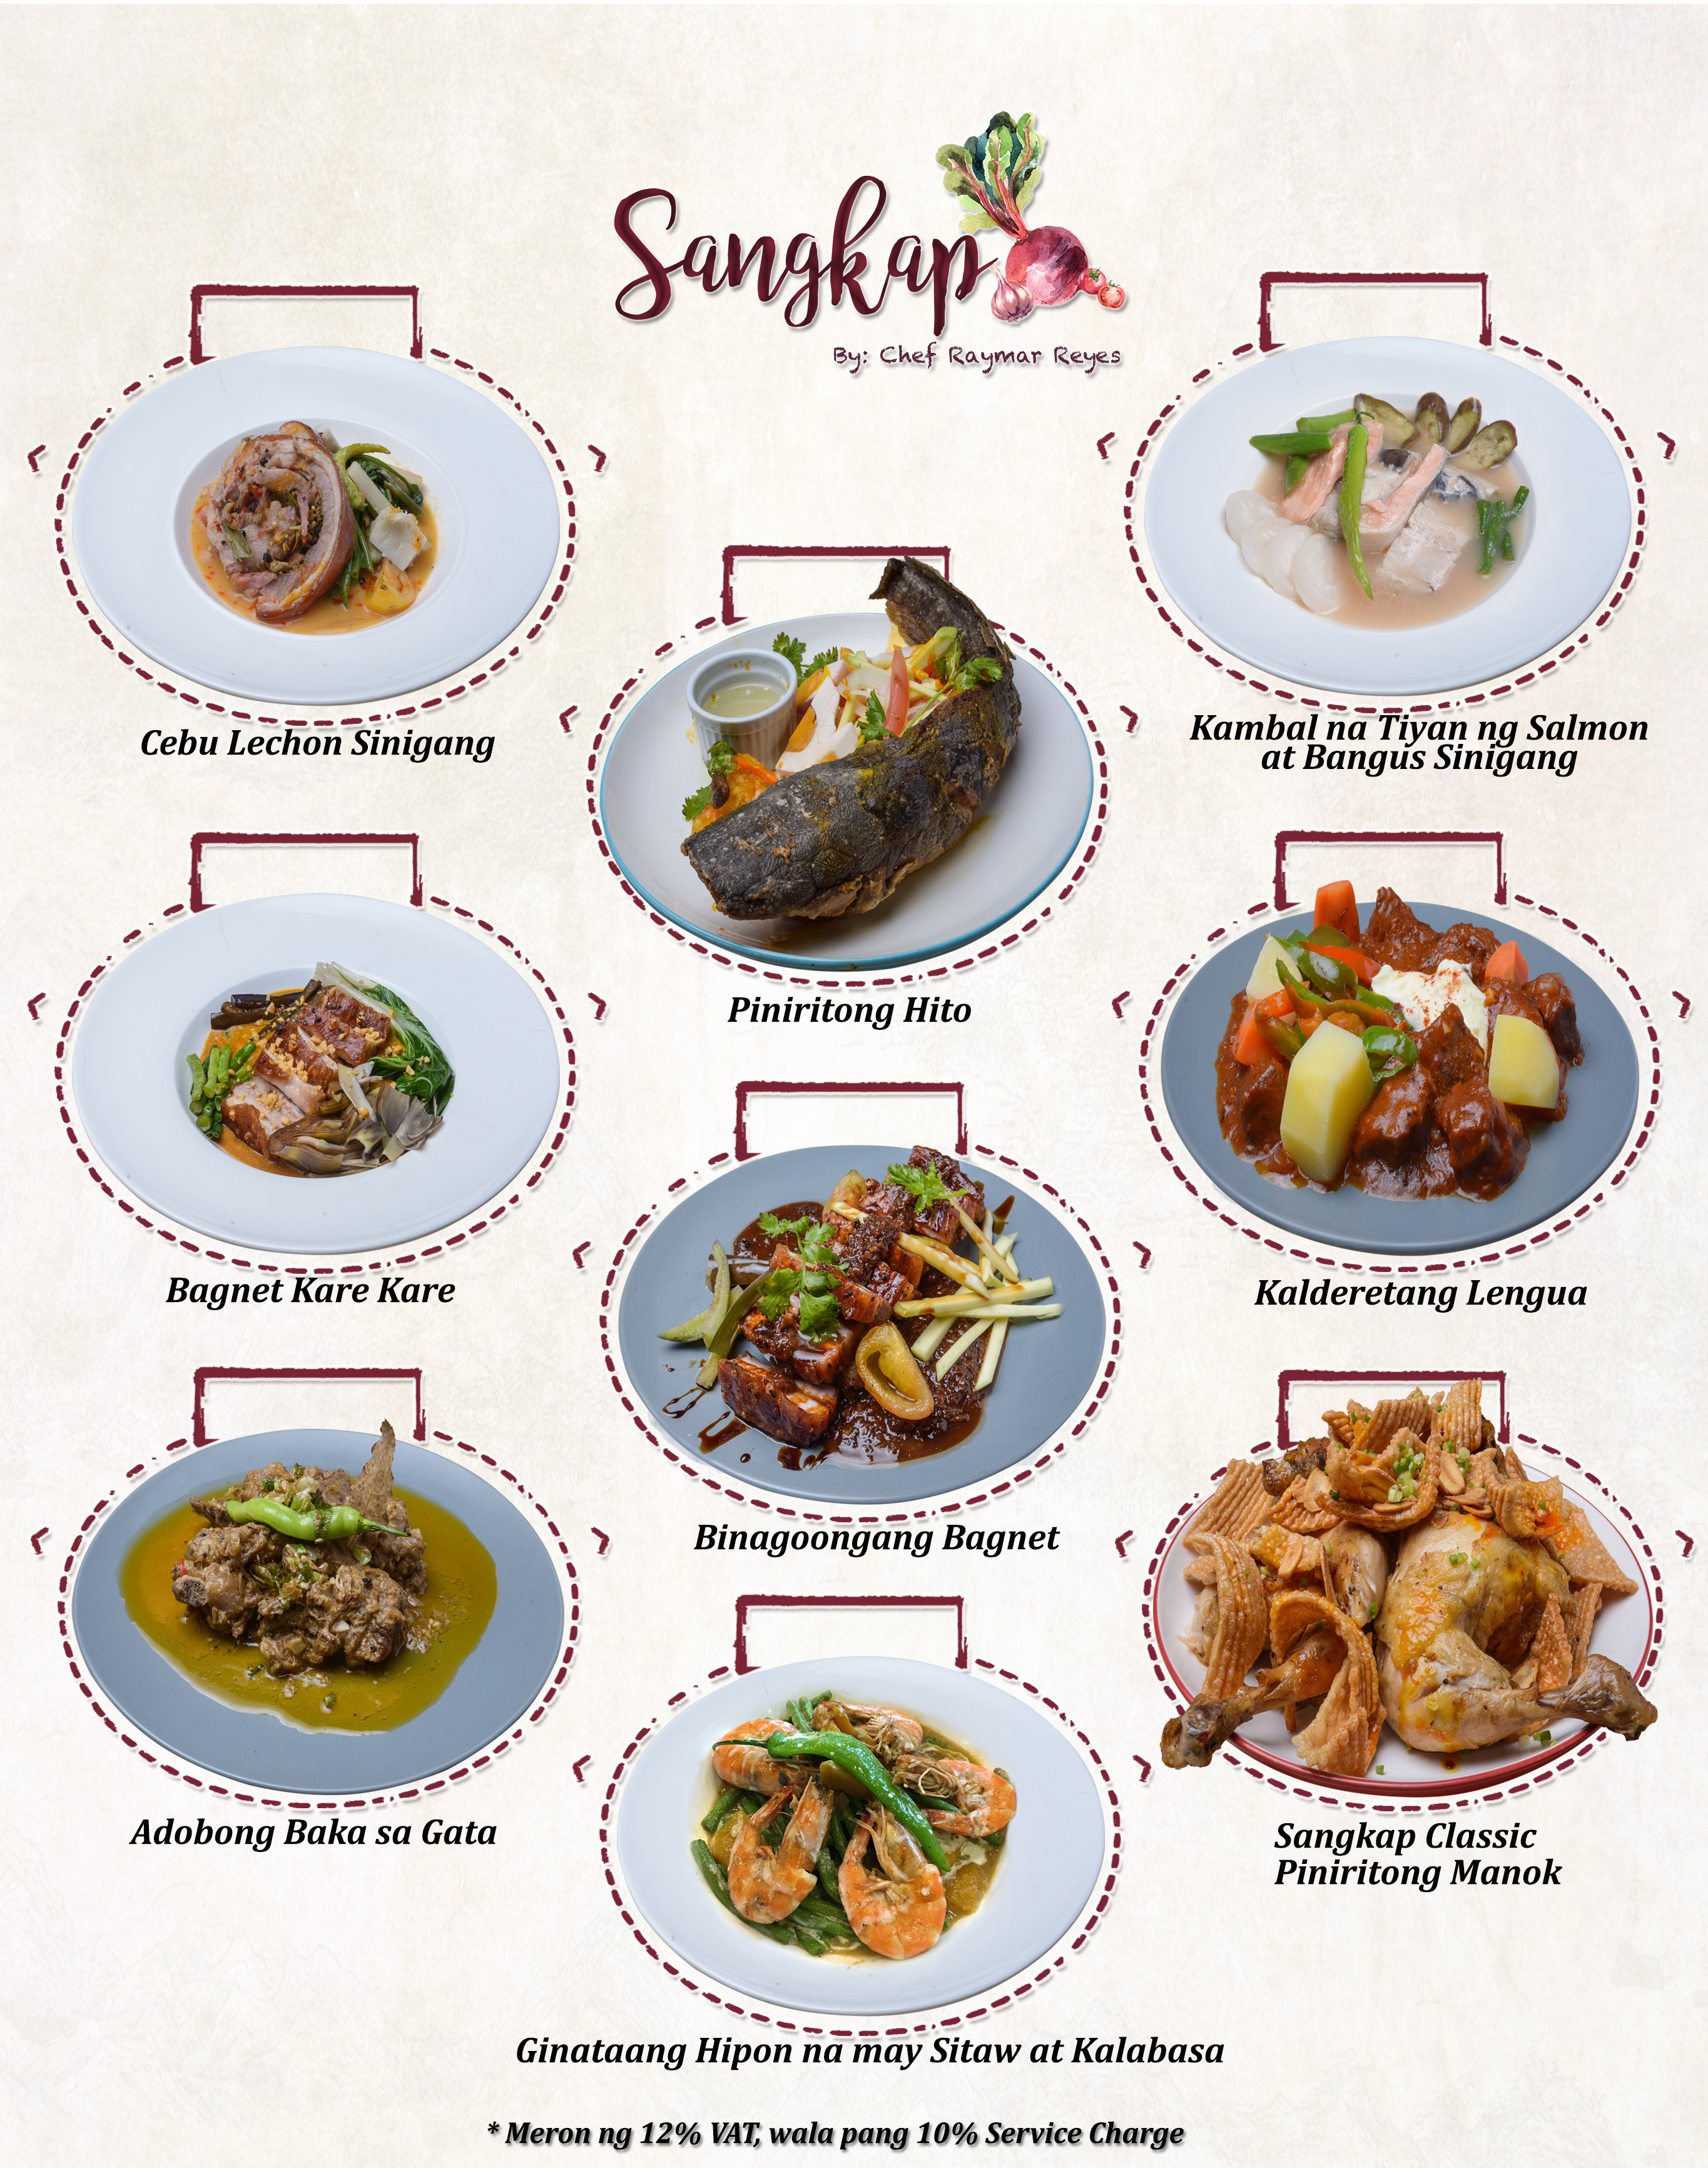 Sangkap
By: Chef Raymar Reyes
Cebu Lechon Sinigang
Kambal na Tiyan ng Salmon
at Bangus Sinigang
Piniritong Hito
Bagnet Kare Kare
Kalderetang Lengua
Binagoongang Bagnet
Adobong Baka sa Gata
Sangkap Classic
Piniritong Manok
Ginataang Hipon na may Sitaw at Kalabasa
* Meron ng 12% VAT, wala pang 10% Service Charge